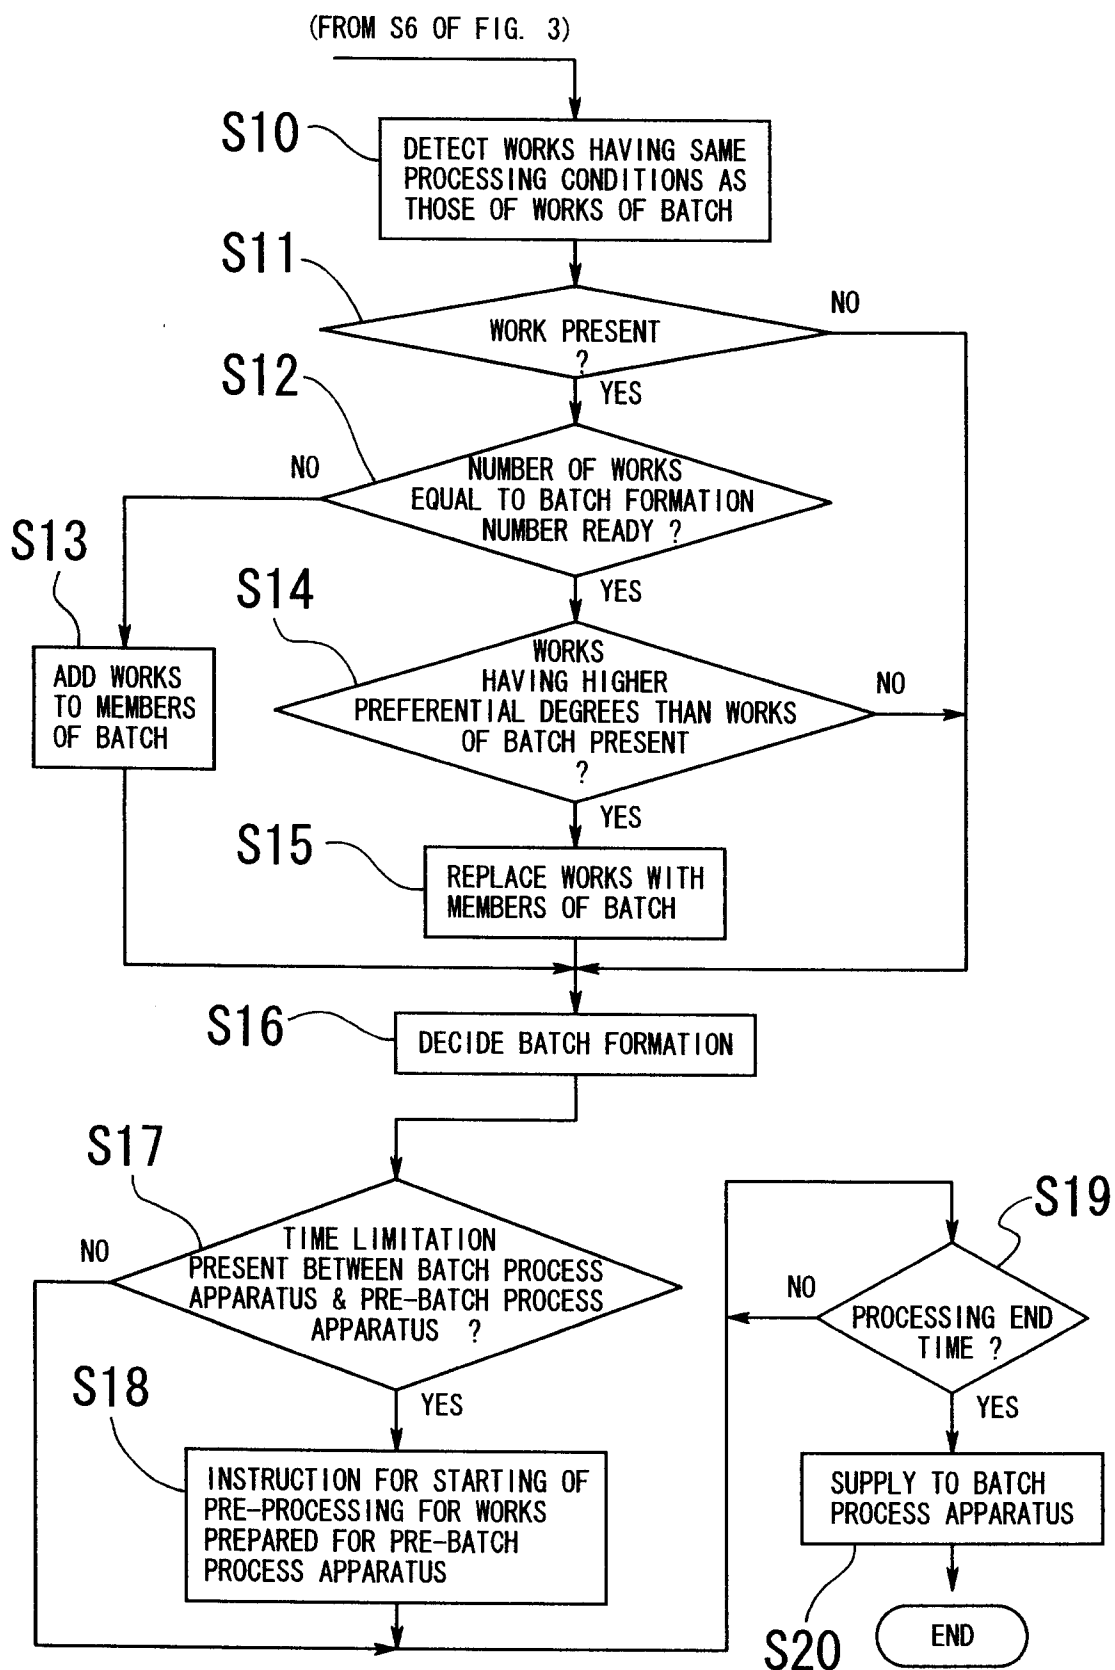 (FROM S6 OF FIG. 3)
S10
DETECT WORKS HAVING SAME
PROCESSING CONDITIONS AS
THOSE OF WORKS OF BATCH
S11
NO
WORK PRESENT
?
S12
YES
NO
NUMBER OF WORKS
EQUAL TO BATCH FORMATION
NUMBER READY ?
S13
S14
YES
ADD WORKS
TO MEMBERS
OF BATCH
WORKS
HAVING HIGHER
PREFERENTIAL DEGREES THAN WORKS
OF BATCH PRESENT
?
NO
YES
S15
REPLACE WORKS WITH
MEMBERS OF BATCH
S16
DECIDE BATCH FORMATION
S17
NO
TIME LIMITATION
PRESENT BETWEEN BATCH PROCESS
APPARATUS & PRE-BATCH PROCESS
APPARATUS ?
YES
S18
INSTRUCTION FOR STARTING OF
PRE-PROCESSING FOR WORKS
PREPARED FOR PRE-BATCH
PROCESS APPARATUS
S19
NO
PROCESSING END
TIME ?
YES
SUPPLY TO BATCH
PROCESS APPARATUS
S20
END